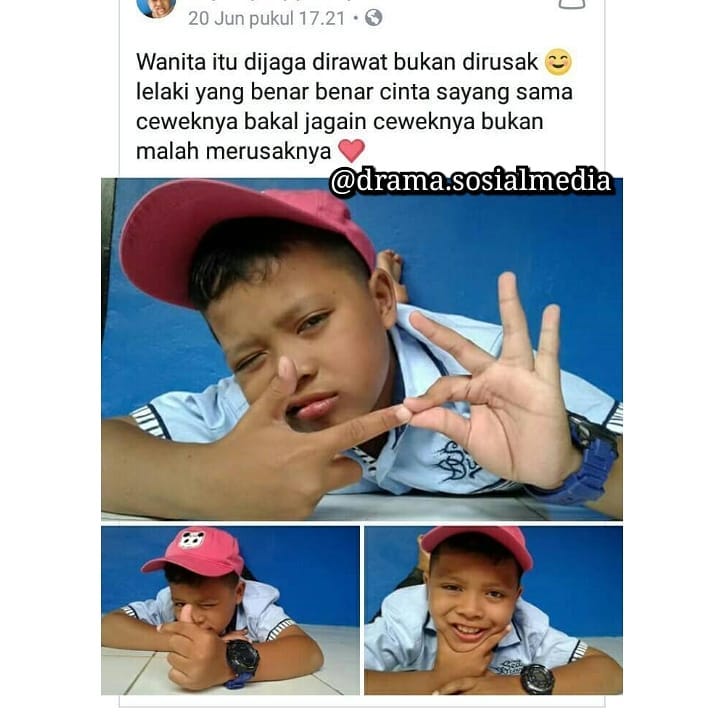 20 Jun pukul 17.21 •
Wanita itu dijaga dirawat bukan dirusak 😊
lelaki yang benar benar cinta sayang sama
ceweknya bakal jagain ceweknya bukan
malah merusaknya ❤️
@drama.sosialmedia